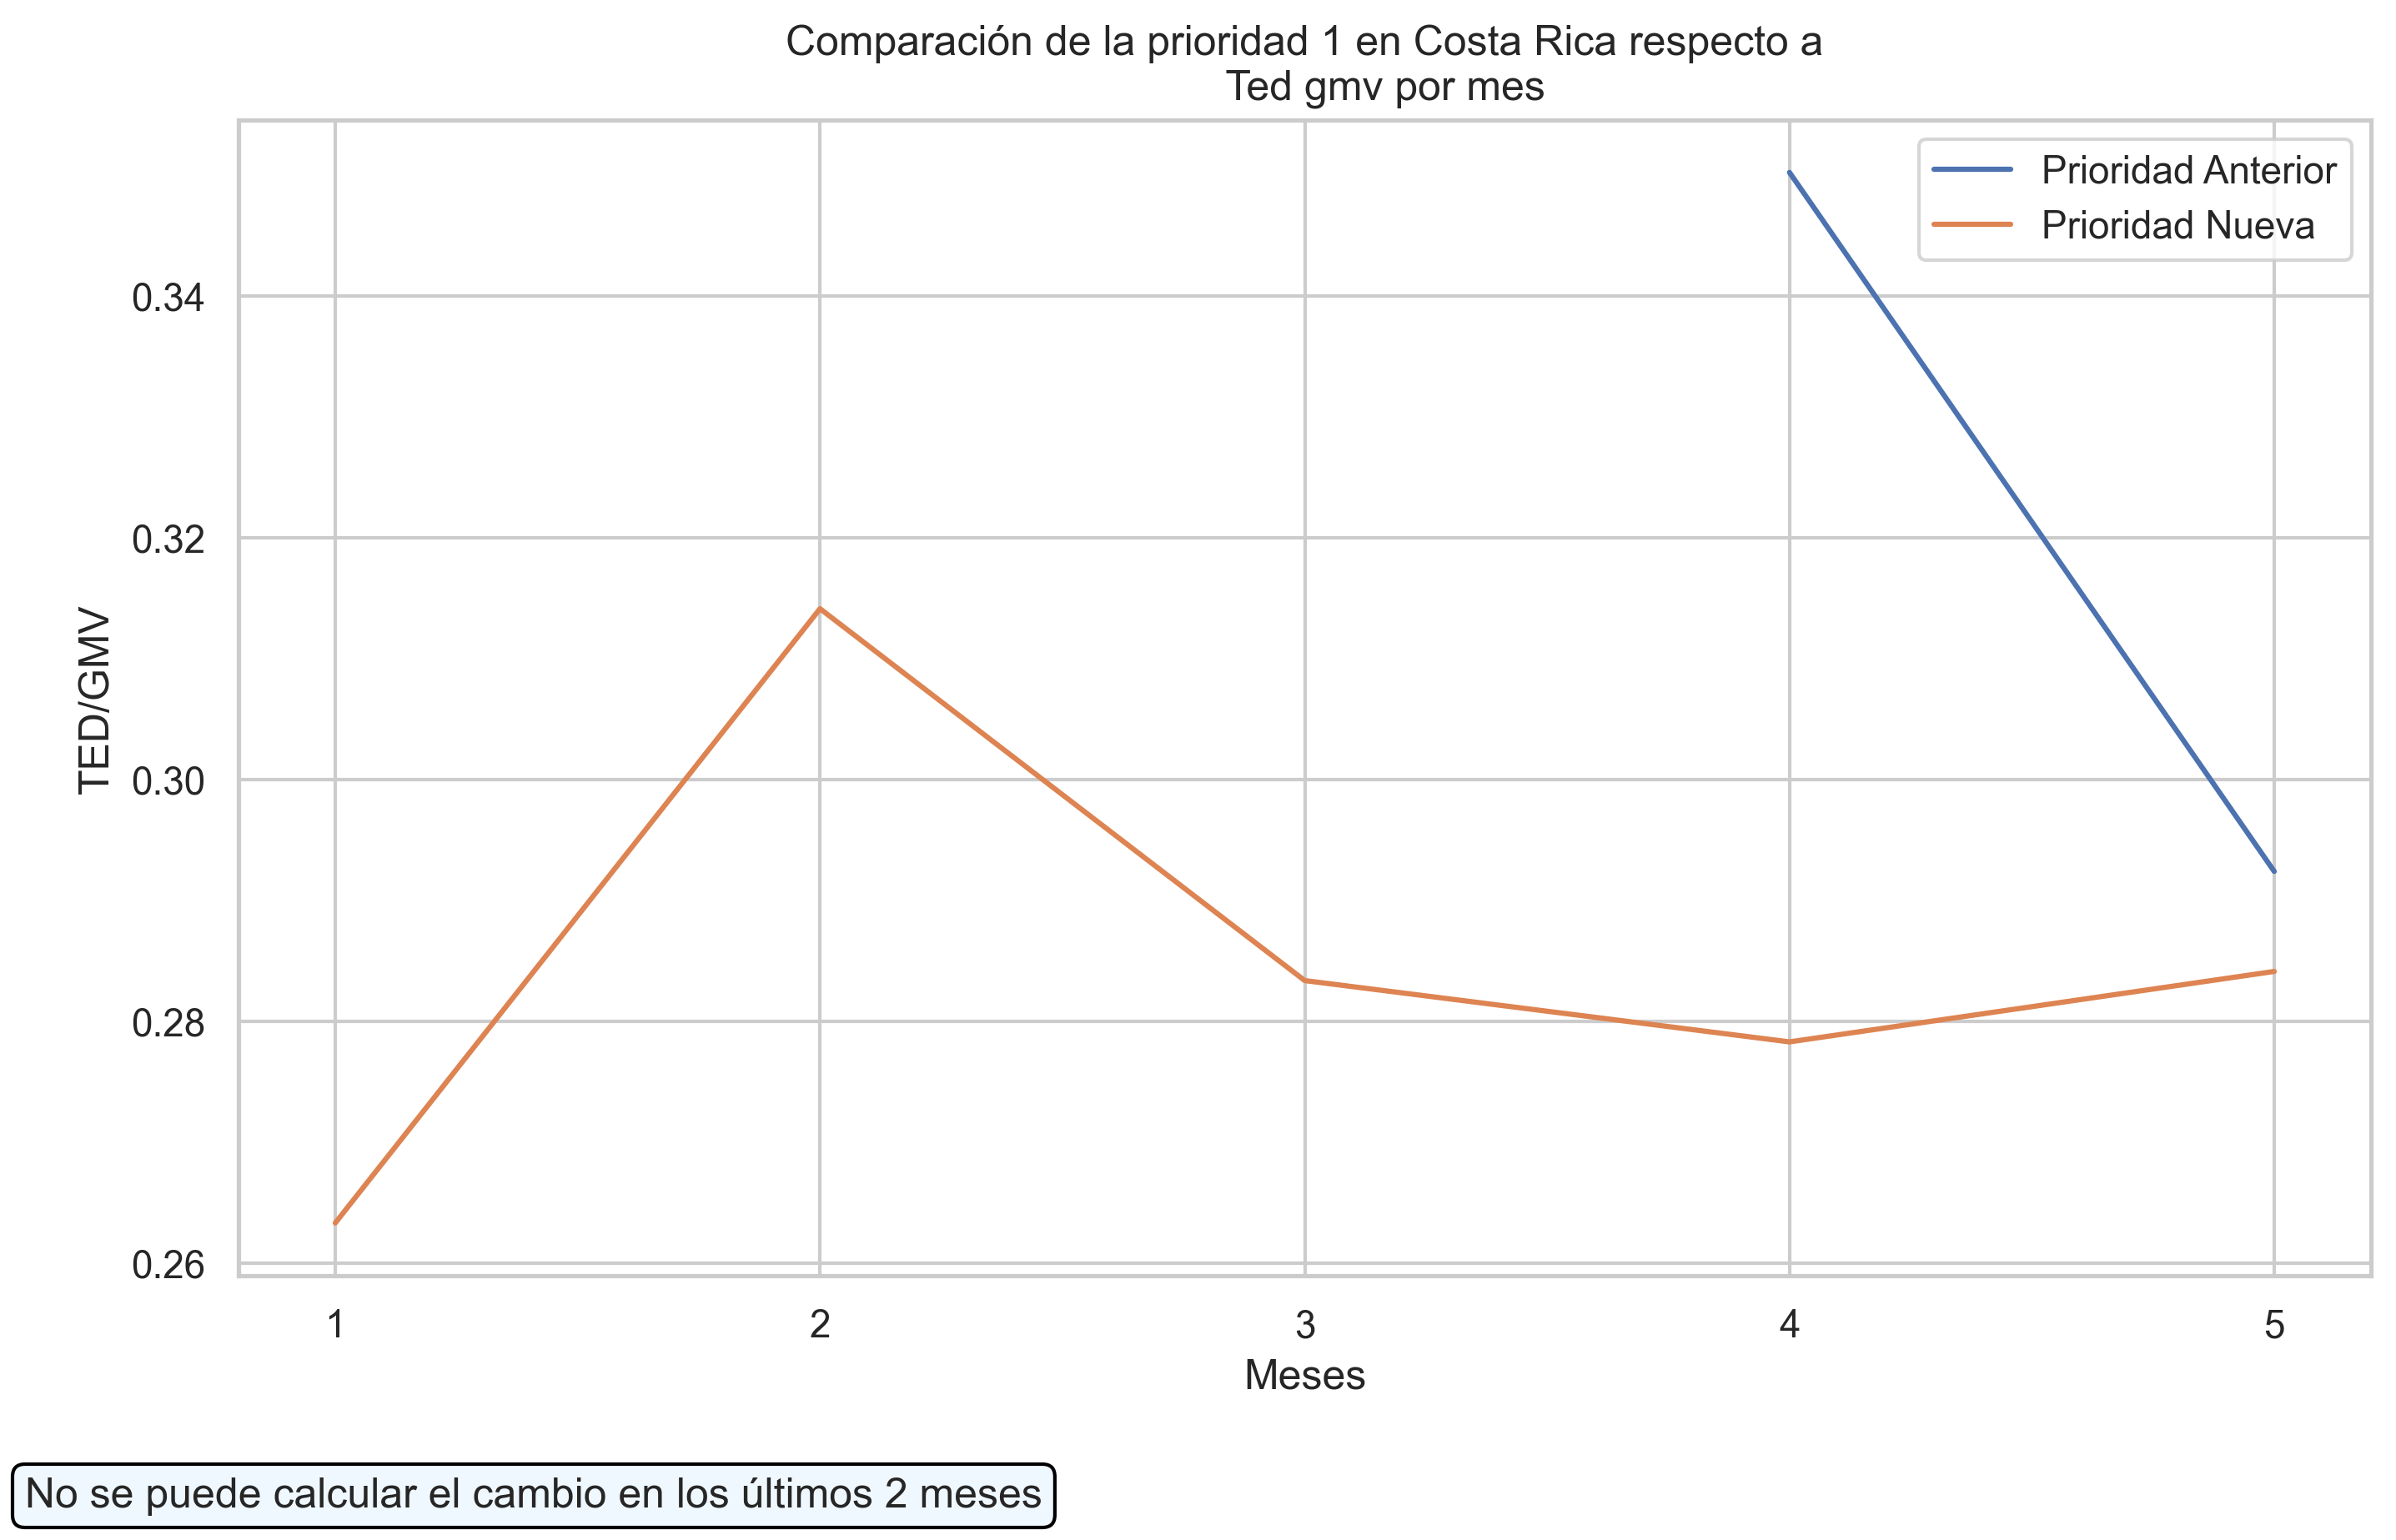 Comparación de la prioridad 1 en Costa Rica respecto a
Ted gmv por mes
Prioridad Anterior
Prioridad Nueva
TED/GMV
0.34
0.32
0.30
0.28
0.26
1 2 3 4 5
Meses
No se puede calcular el cambio en los últimos 2 meses